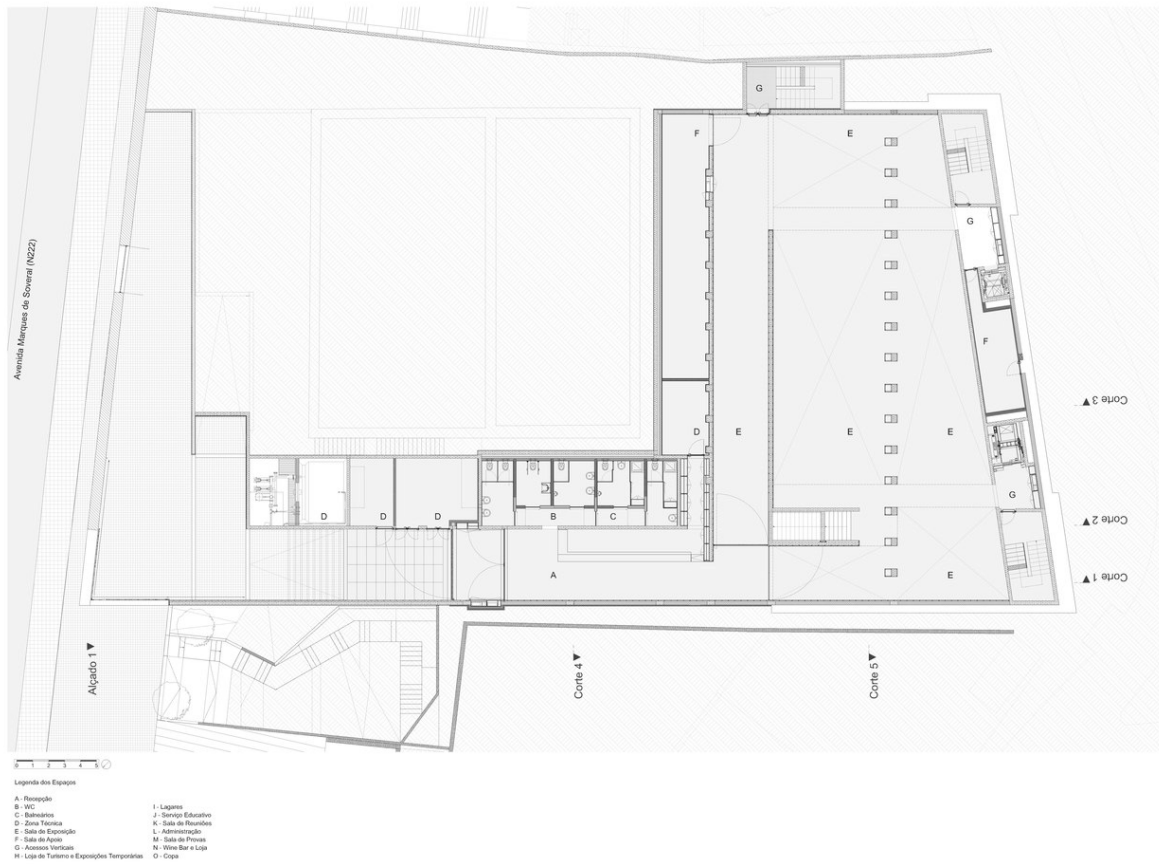 G
F
E
G
Avenida Marques de Soveral (N222)
F
Corte 3
D
E
E
E
D
D
D
B
C
G
Corte 2
A
E
Corte 1
Alçado 1
Corte 4
Corte 5
0 1 2 3 4 5
Legenda dos Espaços
A - Recepção
B - WC
C - Balneários
D - Zona Técnica
E - Sala de Exposição
F - Sala de Apoio
G - Acessos Verticais
H - Loja de Turismo e Exposições Temporárias
I - Lagares
J - Serviço Educativo
K - Sala de Reuniões
L - Administração
M - Sala de Provas
N - Wine Bar e Loja
O - Copa